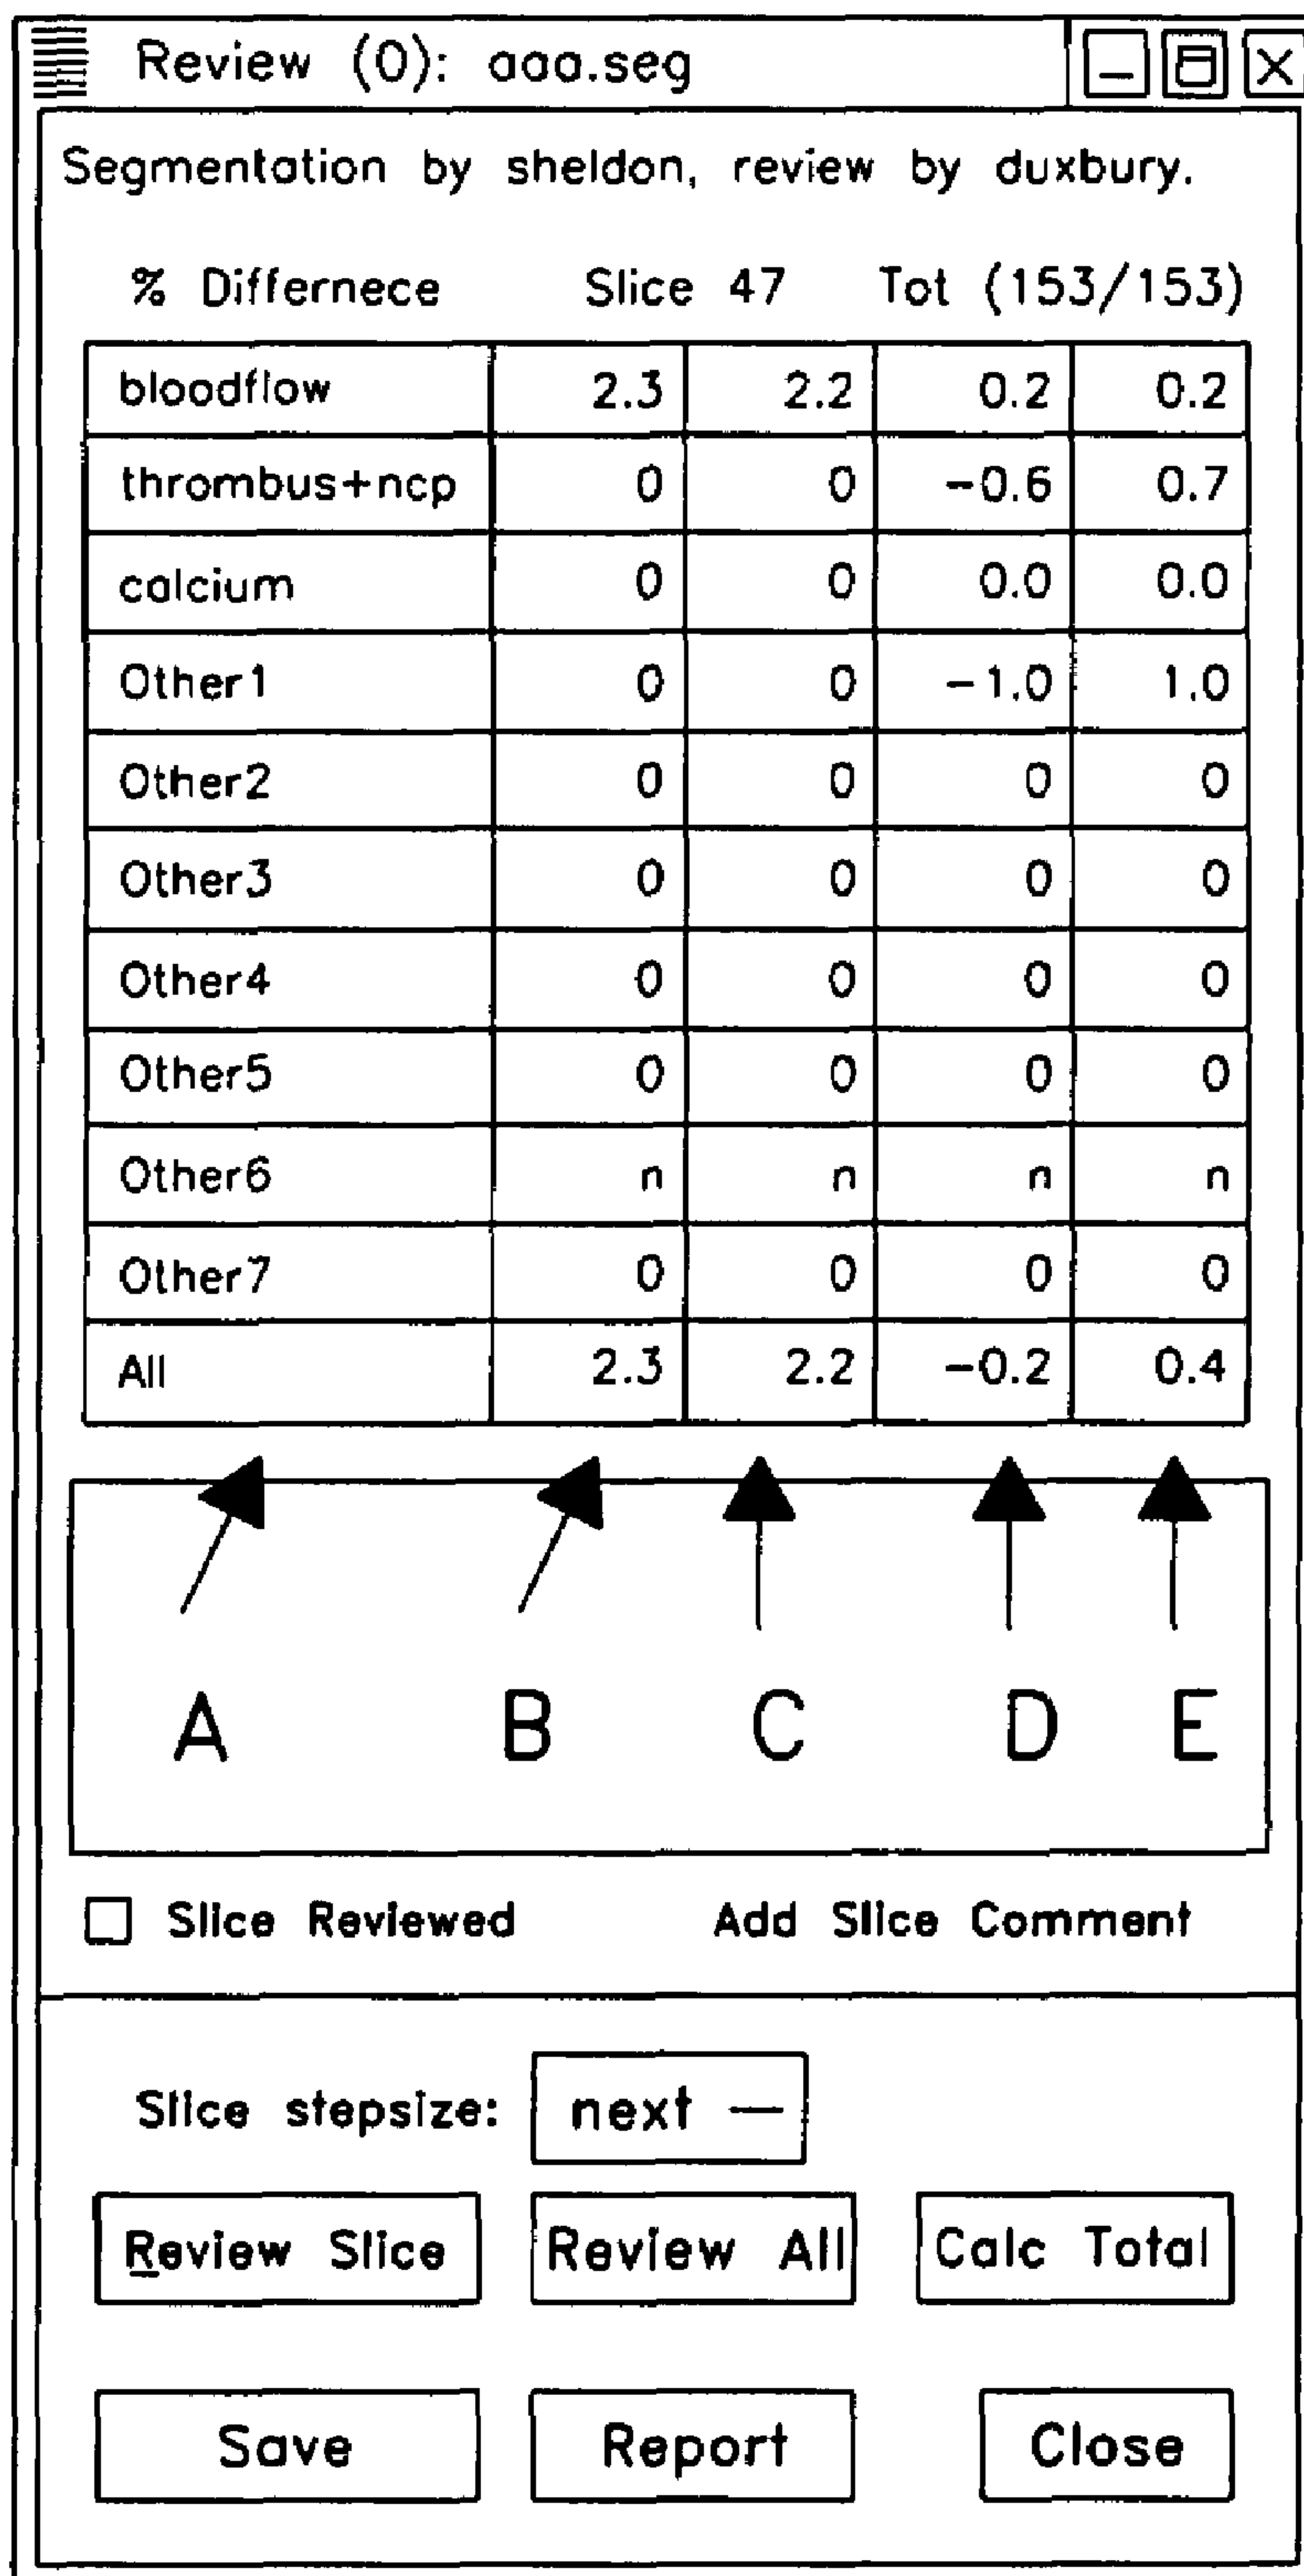 Review (0): aaa.seg
Segmentation by sheldon, review by duxbury.
% Differnece Slice 47 Tot (153/153)
bloodflow 2.3 2.2 0.2 0.2
thrombus+ncp 0 0 -0.6 0.7
calcium 0 0 0.0 0.0
Other1 0 0 -1.0 1.0
Other2 0 0 0 0
Other3 0 0 0 0
Other4 0 0 0 0
Other5 0 0 0 0
Other6 n n n n
Other7 0 0 0 0
All 2.3 2.2 -0.2 0.4
A B C D E
Slice Reviewed Add Slice Comment
Slice stepsize: next —
Review Slice Review All Calc Total
Save Report Close